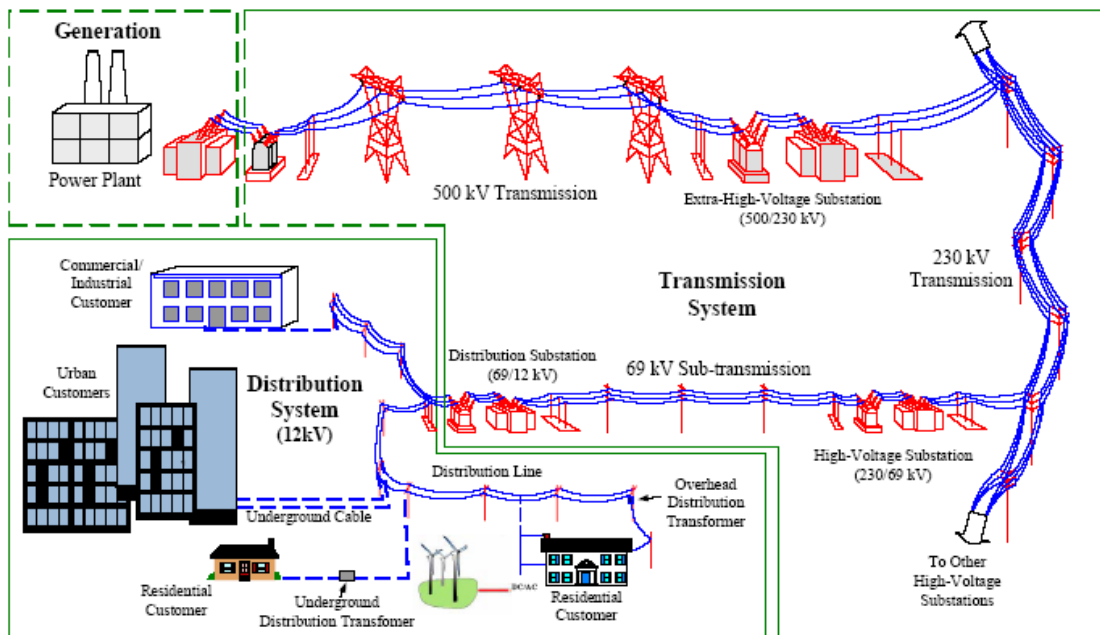 Generation
Power Plant
500 kV Transmission
Extra-High-Voltage Substation
(500/230 kV)
230 kV
Transmission
Transmission
System
Commercial/
Industrial
Customer
Urban
Customers
Distribution
System
(12kV)
Distribution Substation
(69/12 kV)
69 kV Sub-transmission
High-Voltage Substation
(230/69 kV)
Distribution Line
Overhead
Distribution
Transformer
Underground Cable
Residential
Customer
Underground
Distribution Transfomer
DC/AC
Residential
Customer
To Other
High-Voltage
Substations